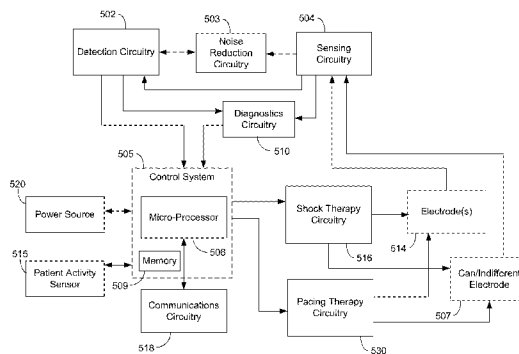 502
503
504
Detection Circuitry
Noise
Reduction
Circuitry
Sensing
Circuitry
Diagnostics
Circuitry
510
505
Control System
520
Power Source
Micro-Processor
506
Shock Therapy
Circuitry
516
Electrode(s)
514
515
Patient Activity
Sensor
Memory
509
Can/Indifferent
Electrode
507
Communications
Circuitry
518
Pacing Therapy
Circuitry
530